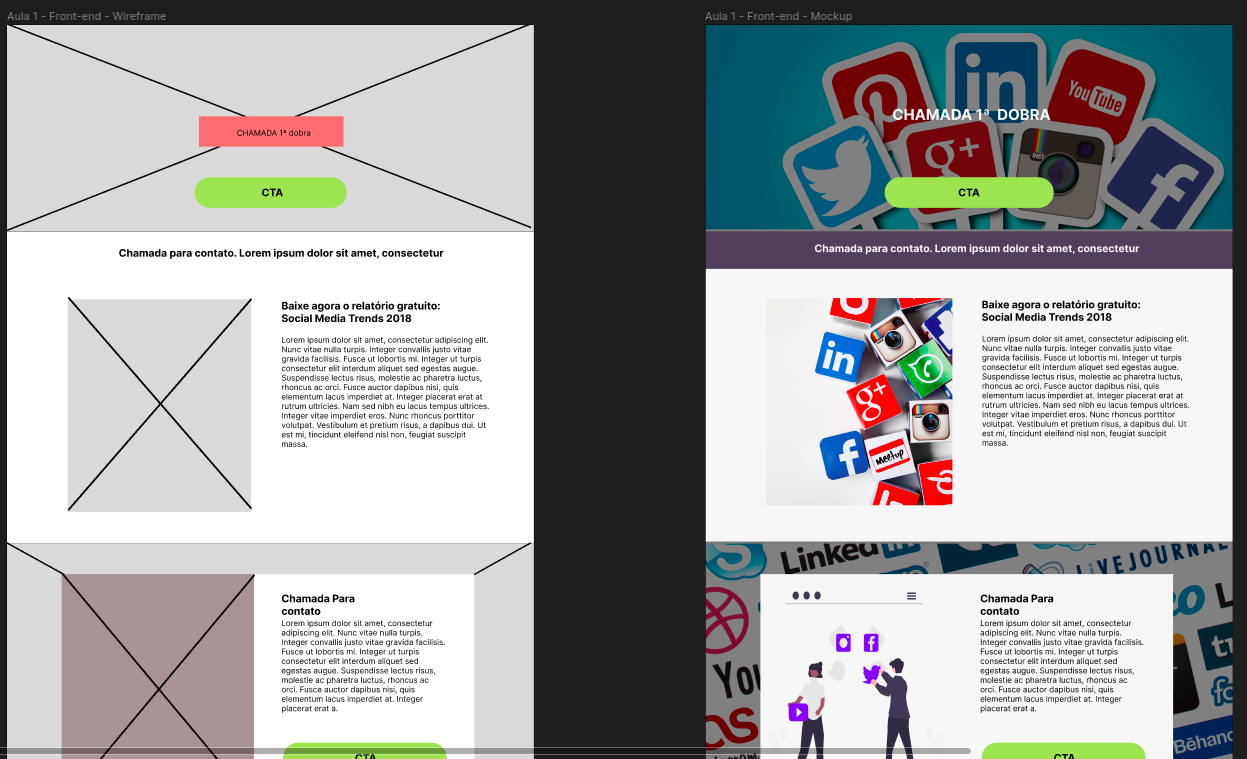 Aula 1 - Front-end - Wireframe
CHAMADA 1ª dobra
CTA
Chamada para contato. Lorem ipsum dolor sit amet, consectetur
Baixe agora o relatório gratuito:
Social Media Trends 2018
Lorem ipsum dolor sit amet, consectetur adipiscing elit.
Nunc vitae nulla turpis. Integer convallis justo vitae
gravida facilisis. Fusce ut lobortis mi. Integer ut turpis
consectetur elit interdum aliquet sed egestas augue.
Suspendisse lectus risus, molestie ac pharetra luctus,
rhoncus ac orci. Fusce auctor dapibus nisi, quis
elementum lacus imperdiet at. Integer placerat erat at
rutrum ultricies. Nam sed nibh eu lacus tempus ultrices.
Integer vitae imperdiet eros. Nunc rhoncus porttitor
volutpat. Vestibulum et pretium risus, a dapibus dui. Ut
est mi, tincidunt eleifend nisl non, feugiat suscipit
massa.
Chamada Para
contato
Lorem ipsum dolor sit amet, consectetur
adipiscing elit. Nunc vitae nulla turpis.
Integer convallis justo vitae gravida facilisis.
Fusce ut lobortis mi. Integer ut turpis
consectetur elit interdum aliquet sed
egestas augue. Suspendisse lectus risus,
molestie ac pharetra luctus, rhoncus ac
orci. Fusce auctor dapibus nisi, quis
elementum lacus imperdiet at. Integer
placerat erat a.
CTA
Aula 1 - Front-end - Mockup
in
You Tube
CHAMADA 1ª DOBRA
g+
INST
f
CTA
Chamada para contato. Lorem ipsum dolor sit amet, consectetur
in
g+
f
Meetup
Baixe agora o relatório gratuito:
Social Media Trends 2018
Lorem ipsum dolor sit amet, consectetur adipiscing elit.
Nunc vitae nulla turpis. Integer convallis justo vitae
gravida facilisis. Fusce ut lobortis mi. Integer ut turpis
consectetur elit interdum aliquet sed egestas augue.
Suspendisse lectus risus, molestie ac pharetra luctus,
rhoncus ac orci. Fusce auctor dapibus nisi, quis
elementum lacus imperdiet at. Integer placerat erat at
rutrum ultricies. Nam sed nibh eu lacus tempus ultrices.
Integer vitae imperdiet eros. Nunc rhoncus porttitor
volutpat. Vestibulum et pretium risus, a dapibus dui. Ut
est mi, tincidunt eleifend nisl non, feugiat suscipit
massa.
Linked in
LIVEJOURNAL
You
Behanc
Chamada Para
contato
Lorem ipsum dolor sit amet, consectetur
adipiscing elit. Nunc vitae nulla turpis.
Integer convallis justo vitae gravida facilisis.
Fusce ut lobortis mi. Integer ut turpis
consectetur elit interdum aliquet sed
egestas augue. Suspendisse lectus risus,
molestie ac pharetra luctus, rhoncus ac
orci. Fusce auctor dapibus nisi, quis
elementum lacus imperdiet at. Integer
placerat erat a.
CTA